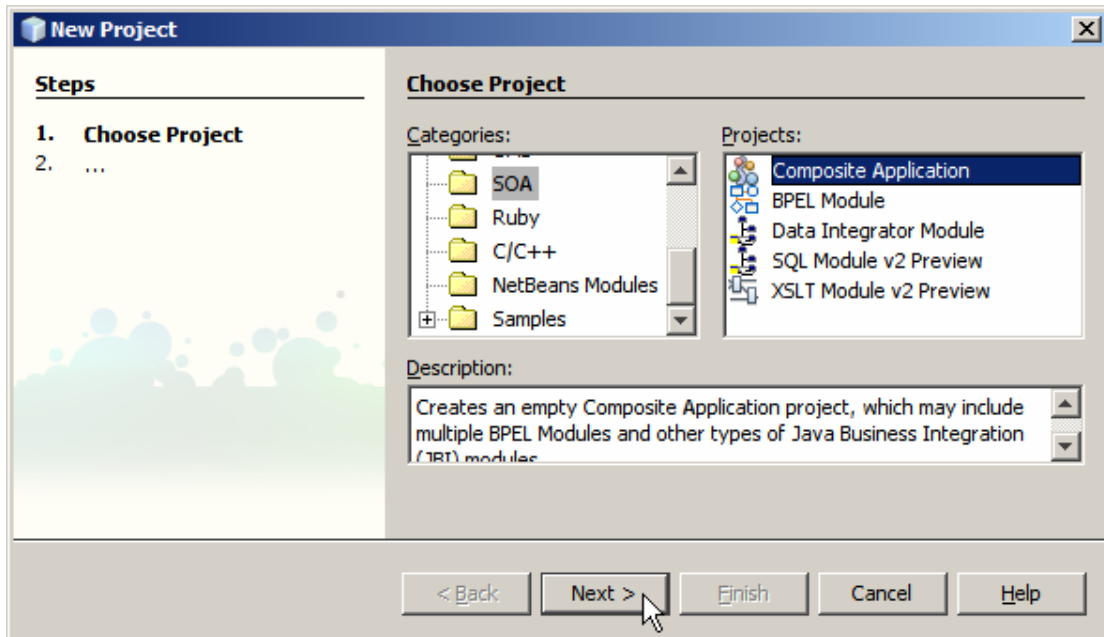 New Project
Steps
1. Choose Project
2. ...
Choose Project
Categories:
SOA
Ruby
C/C++
NetBeans Modules
Samples
Projects:
Composite Application
BPEL Module
Data Integrator Module
SQL Module v2 Preview
XSLT Module v2 Preview
Description:
Creates an empty Composite Application project, which may include
multiple BPEL Modules and other types of Java Business Integration
(JBI) modules
< Back
Next >
Finish
Cancel
Help